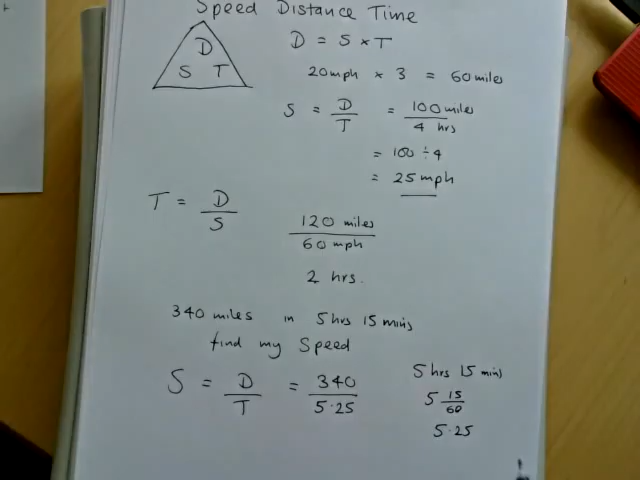 Speed Distance Time
D
S T
D = S × T
20mph × 3 = 60 miles
S = D/T = 100 miles/4 hrs
= 100 ÷ 4
= 25 mph
T = D/S
120 miles/60 mph
2 hrs.
340 miles in 5 hrs 15 mins
find my Speed
S = D/T = 340/5.25
5 hrs 15 mins
5 15/60
5.25